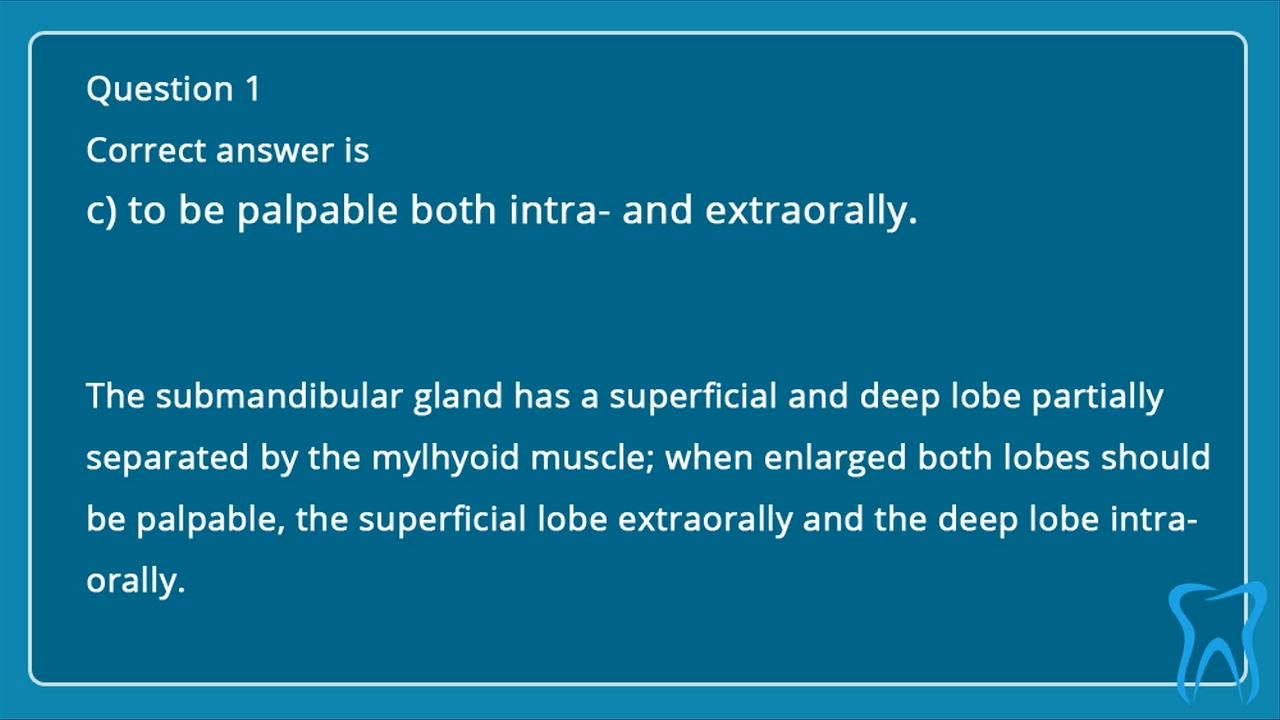 Question 1
Correct answer is
c) to be palpable both intra- and extraorally.
The submandibular gland has a superficial and deep lobe partially
separated by the mylhyoid muscle; when enlarged both lobes should
be palpable, the superficial lobe extraorally and the deep lobe intra-
orally.